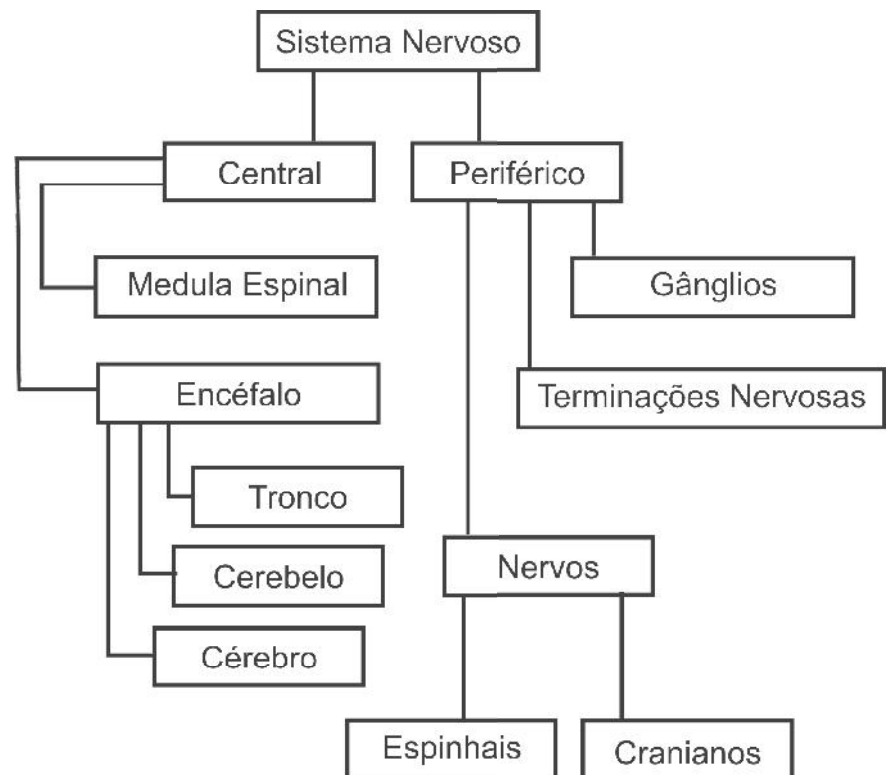 Sistema Nervoso
Central
Periférico
Medula Espinal
Gânglios
Encéfalo
Terminações Nervosas
Tronco
Nervos
Cerebelo
Cérebro
Espinhais
Cranianos